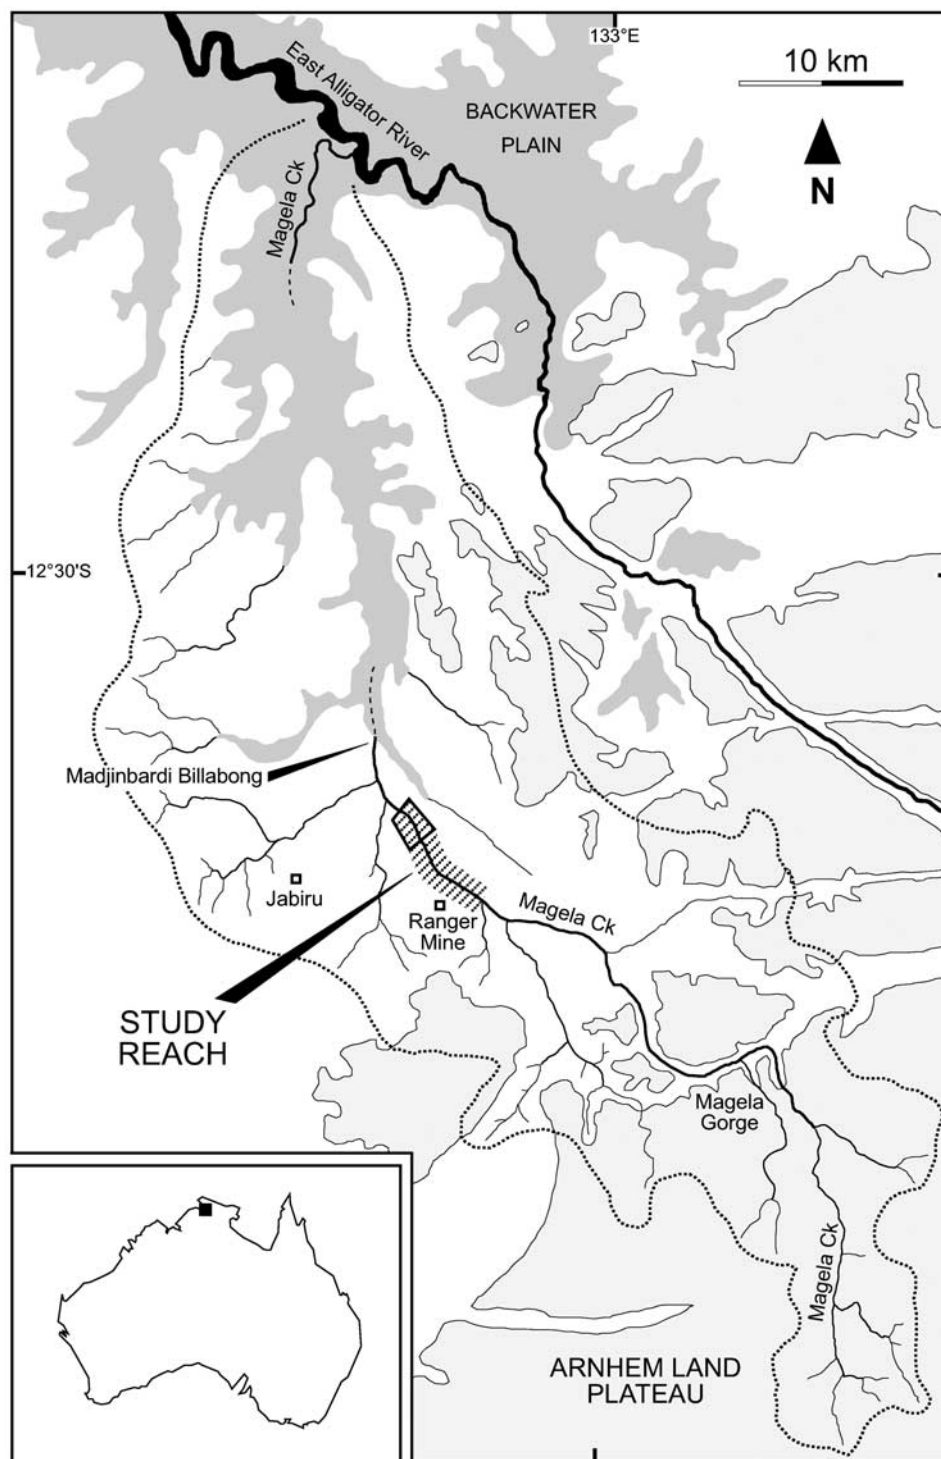 133°E
10 km
East Alligator River
BACKWATER
PLAIN
N
Magela Ck
12°30'S
Madjinbardi Billabong
Jabiru
Ranger
Mine
Magela Ck
STUDY
REACH
Magela
Gorge
Magela Ck
ARNHEM LAND
PLATEAU